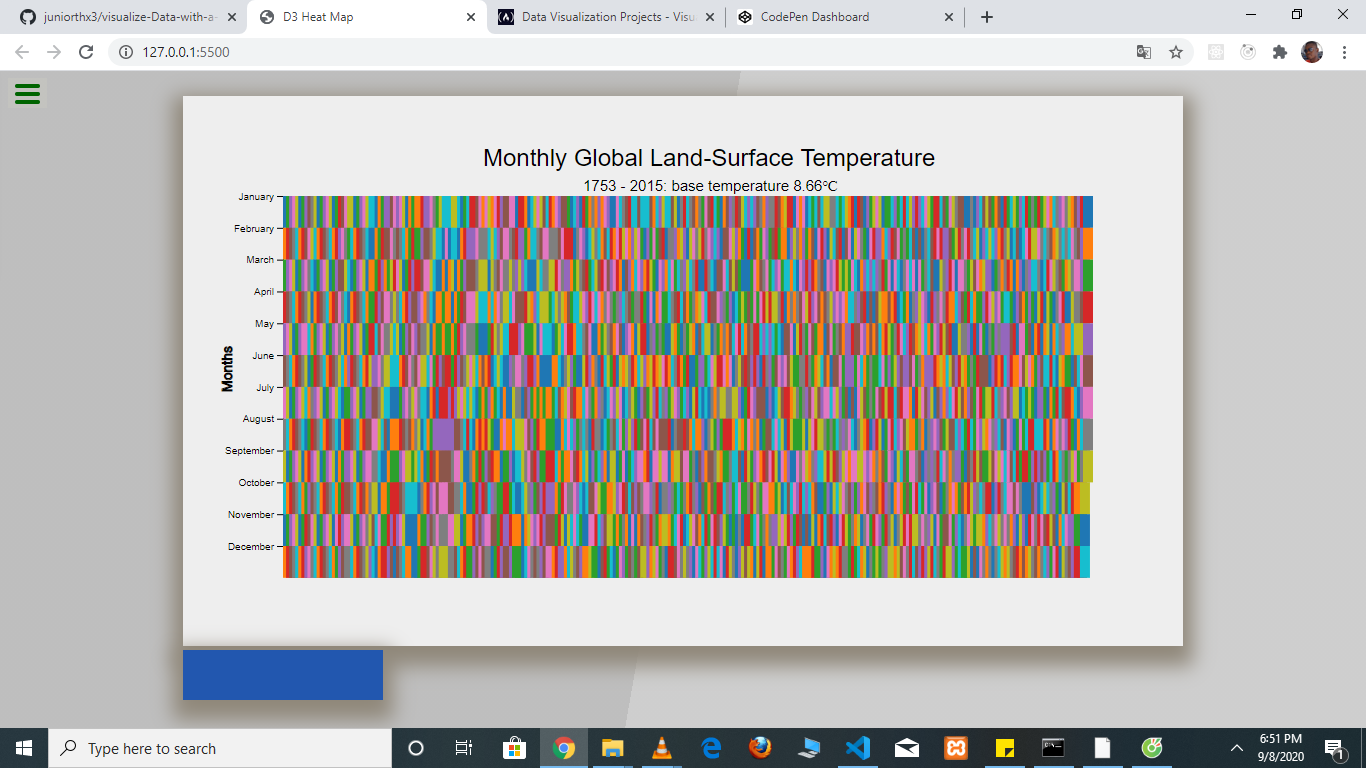 juniorthx3/visualize-Data-with-a-
D3 Heat Map
Data Visualization Projects - Visu
CodePen Dashboard
127.0.0.1:5500
Monthly Global Land-Surface Temperature
1753 - 2015: base temperature 8.66℃
January
February
March
April
May
June
July
August
September
October
November
December
Months
Type here to search
6:51 PM
9/8/2020
1